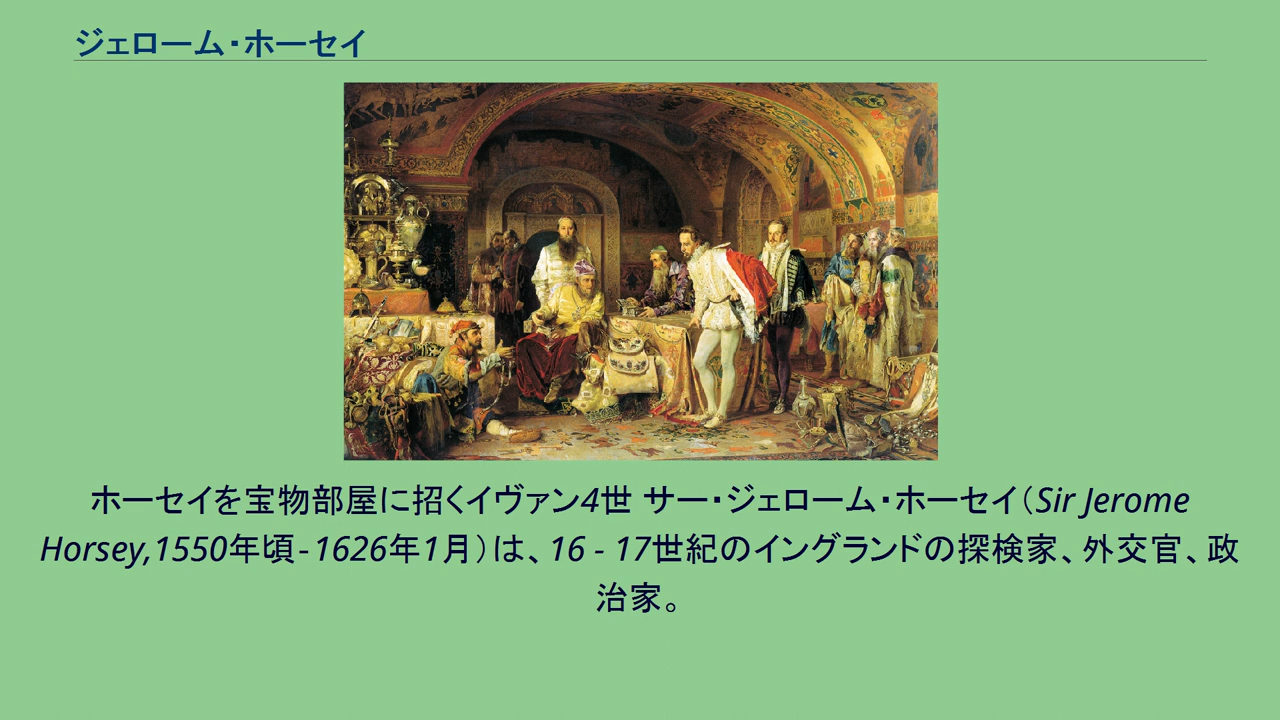 ジェローム・ホーセイ
ホーセイを宝物部屋に招くイヴァン4世 サー・ジェローム・ホーセイ（Sir Jerome
Horsey,1550年頃-1626年1月）は、16 - 17世紀のイングランドの探検家、外交官、政
治家。